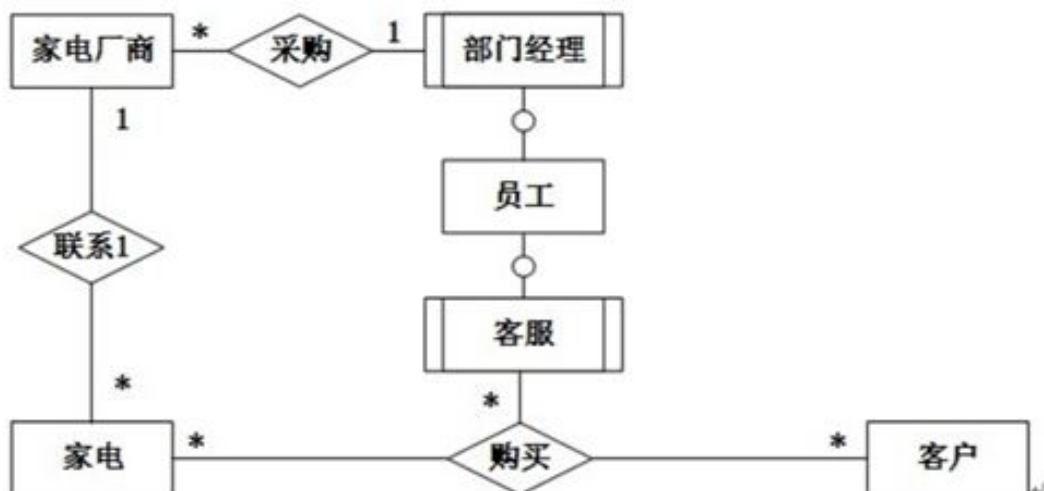 家电厂商 * 采购 1 部门经理
1
员工
联系1
客服
* *
家电 * 购买 * 客户